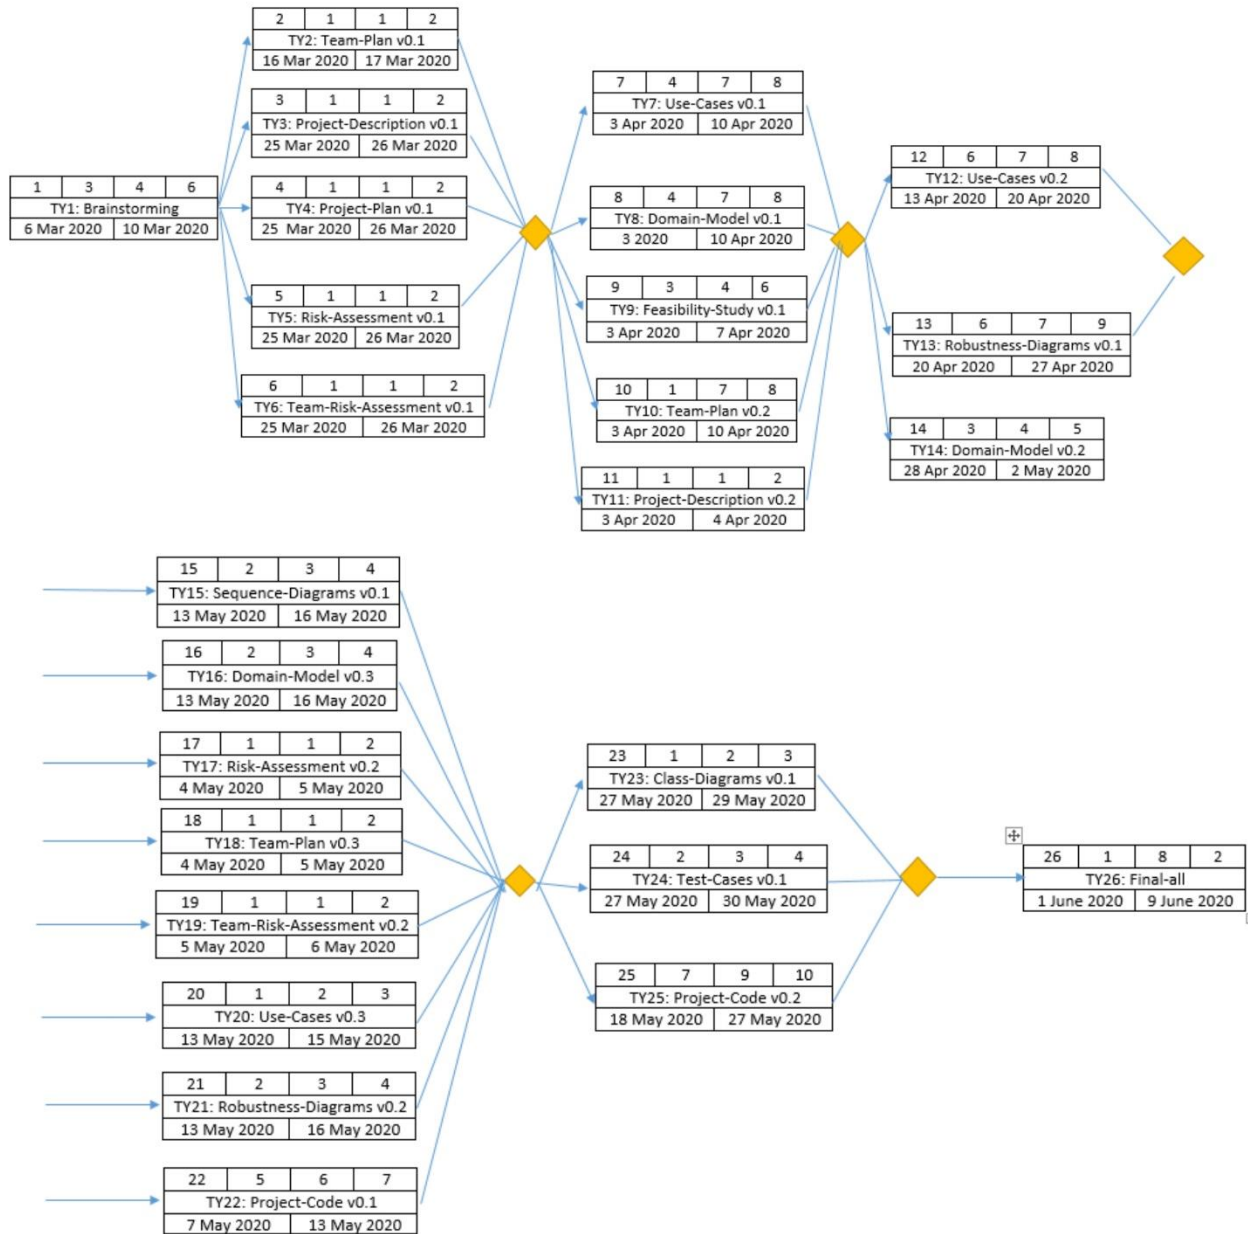 1 3 4 6
TY1: Brainstorming
6 Mar 2020 10 Mar 2020
2 1 1 2
TY2: Team-Plan v0.1
16 Mar 2020 17 Mar 2020
3 1 1 2
TY3: Project-Description v0.1
25 Mar 2020 26 Mar 2020
4 1 1 2
TY4: Project-Plan v0.1
25 Mar 2020 26 Mar 2020
5 1 1 2
TY5: Risk-Assessment v0.1
25 Mar 2020 26 Mar 2020
6 1 1 2
TY6: Team-Risk-Assessment v0.1
25 Mar 2020 26 Mar 2020
7 4 7 8
TY7: Use-Cases v0.1
3 Apr 2020 10 Apr 2020
8 4 7 8
TY8: Domain-Model v0.1
3 2020 10 Apr 2020
9 3 4 6
TY9: Feasibility-Study v0.1
3 Apr 2020 7 Apr 2020
10 1 7 8
TY10: Team-Plan v0.2
3 Apr 2020 10 Apr 2020
11 1 1 2
TY11: Project-Description v0.2
3 Apr 2020 4 Apr 2020
12 6 7 8
TY12: Use-Cases v0.2
13 Apr 2020 20 Apr 2020
13 6 7 9
TY13: Robustness-Diagrams v0.1
20 Apr 2020 27 Apr 2020
14 3 4 5
TY14: Domain-Model v0.2
28 Apr 2020 2 May 2020
15 2 3 4
TY15: Sequence-Diagrams v0.1
13 May 2020 16 May 2020
16 2 3 4
TY16: Domain-Model v0.3
13 May 2020 16 May 2020
17 1 1 2
TY17: Risk-Assessment v0.2
4 May 2020 5 May 2020
18 1 1 2
TY18: Team-Plan v0.3
4 May 2020 5 May 2020
19 1 1 2
TY19: Team-Risk-Assessment v0.2
5 May 2020 6 May 2020
20 1 2 3
TY20: Use-Cases v0.3
13 May 2020 15 May 2020
21 2 3 4
TY21: Robustness-Diagrams v0.2
13 May 2020 16 May 2020
22 5 6 7
TY22: Project-Code v0.1
7 May 2020 13 May 2020
23 1 2 3
TY23: Class-Diagrams v0.1
27 May 2020 29 May 2020
24 2 3 4
TY24: Test-Cases v0.1
27 May 2020 30 May 2020
25 7 9 10
TY25: Project-Code v0.2
18 May 2020 27 May 2020
26 1 8 2
TY26: Final-all
1 June 2020 9 June 2020